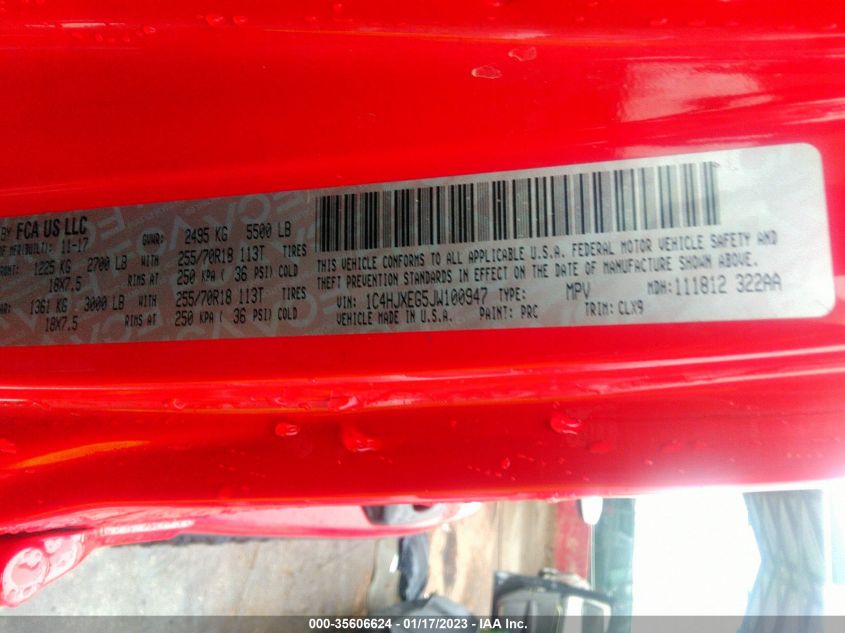 BY FCA US LLC
OF MFR(BUILT): 11-17
GVWR: 2495 KG 5500 LB
RONT: 1225 KG 2700 LB WITH 255/70R18 113T TIRES
18X7.5 RIMS AT 250 KPA ( 36 PSI) COLD
AR: 1361 KG 3000 LB WITH 255/70R18 113T TIRES
18X7.5 RIMS AT 250 KPA ( 36 PSI) COLD
THIS VEHICLE CONFORMS TO ALL APPLICABLE U.S.A. FEDERAL MOTOR VEHICLE SAFETY AND
THEFT PREVENTION STANDARDS IN EFFECT ON THE DATE OF MANUFACTURE SHOWN ABOVE.
VIN: 1C4HJXEG5JW100947 TYPE: MPV MDH: 111812 322AA
VEHICLE MADE IN U.S.A. PAINT: PRC TRIM: CLX9
000-35606624 - 01/17/2023 - IAA Inc.